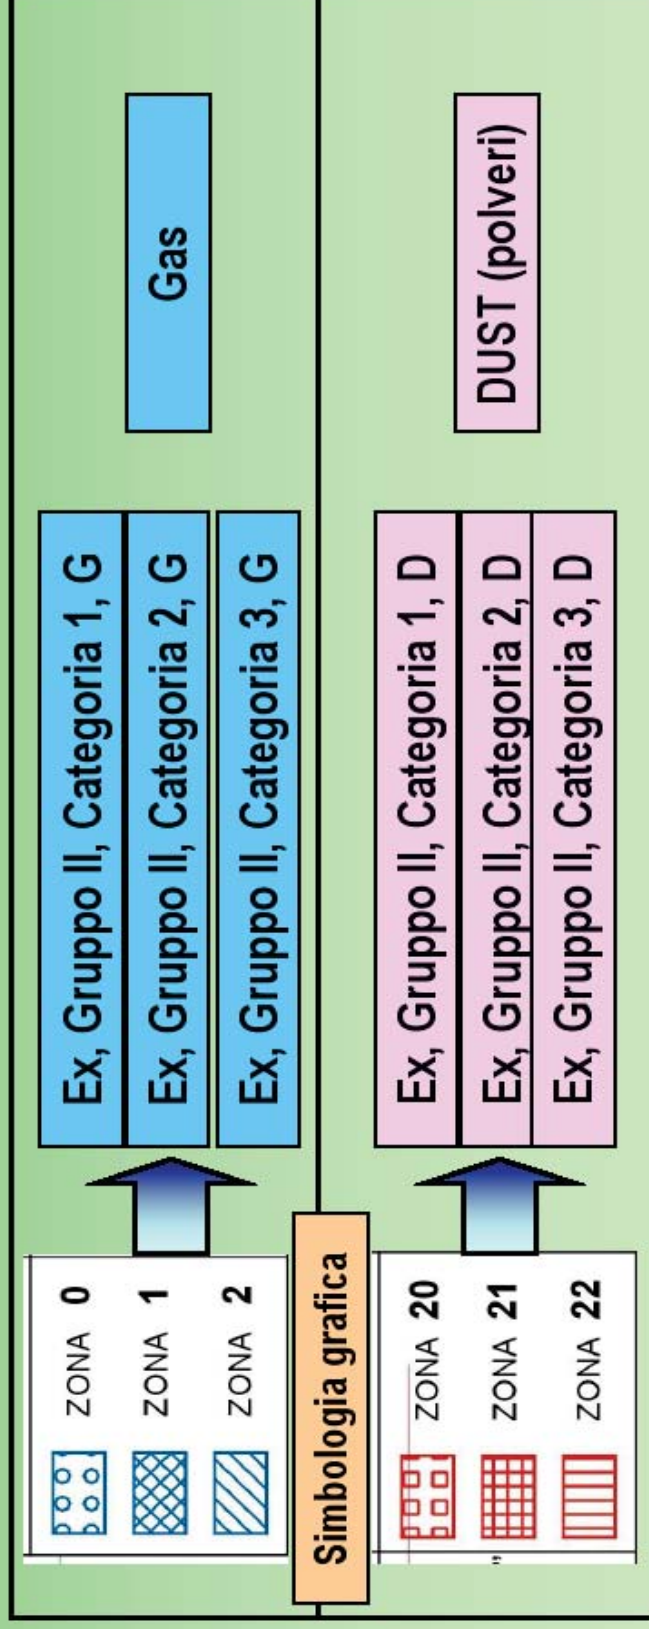 ZONA 0
ZONA 1
ZONA 2
Ex, Gruppo II, Categoria 1, G
Ex, Gruppo II, Categoria 2, G
Ex, Gruppo II, Categoria 3, G
Gas
Simbologia grafica
ZONA 20
ZONA 21
ZONA 22
"
Ex, Gruppo II, Categoria 1, D
Ex, Gruppo II, Categoria 2, D
Ex, Gruppo II, Categoria 3, D
DUST (polveri)